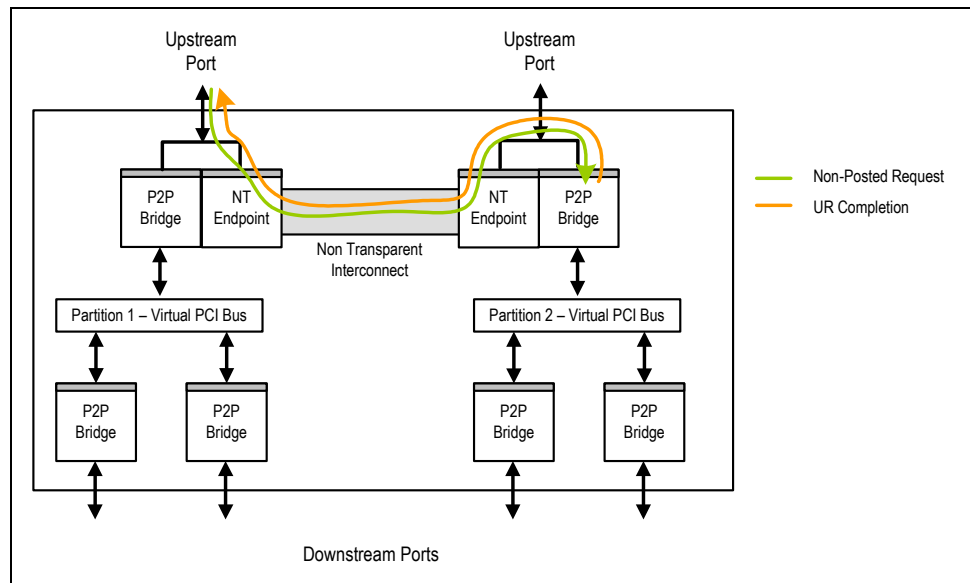 Upstream
Port
Upstream
Port
P2P
Bridge
NT
Endpoint
NT
Endpoint
P2P
Bridge
Non-Posted Request
UR Completion
Non Transparent
Interconnect
Partition 1 – Virtual PCI Bus
Partition 2 – Virtual PCI Bus
P2P
Bridge
P2P
Bridge
P2P
Bridge
P2P
Bridge
Downstream Ports